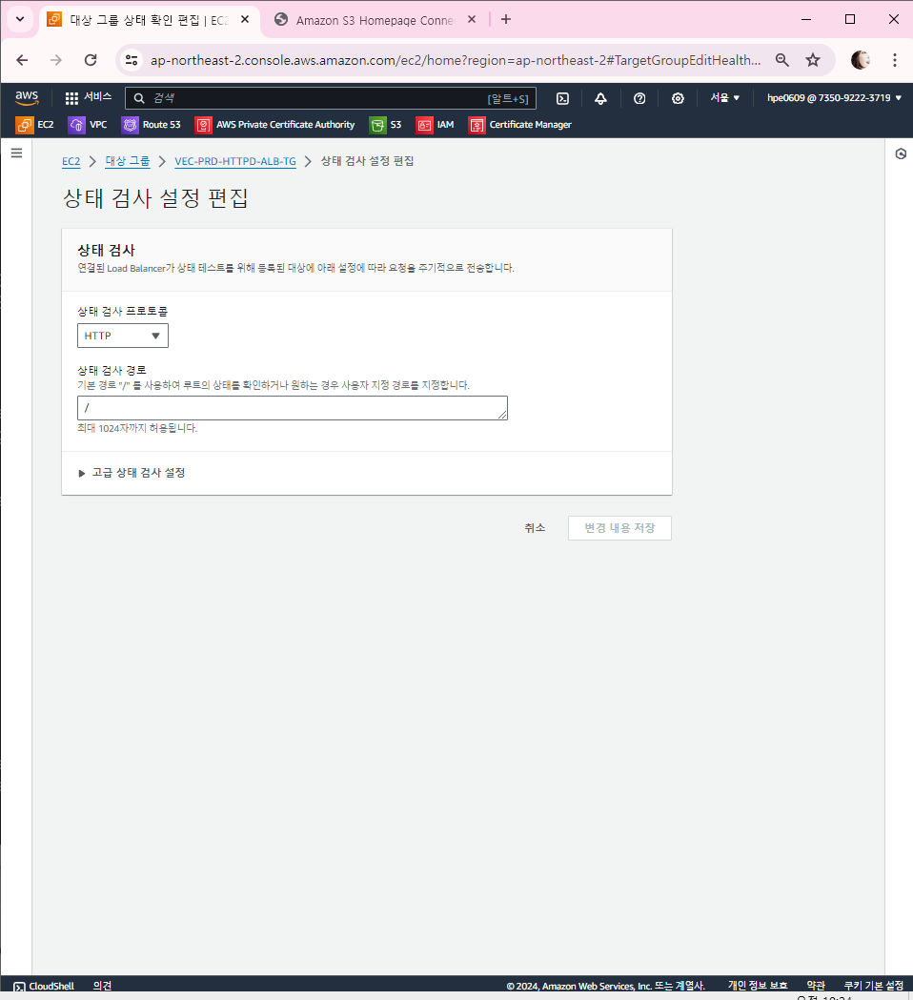 대상 그룹 상태 확인 편집 | EC2
Amazon S3 Homepage Conne
ap-northeast-2.console.aws.amazon.com/ec2/home?region=ap-northeast-2#TargetGroupEditHealth...
aws 서비스 검색 [알트+S] 서울 hpe0609 @ 7350-9222-3719
EC2 VPC Route 53 AWS Private Certificate Authority S3 IAM Certificate Manager
EC2 대상 그룹 VEC-PRD-HTTPD-ALB-TG 상태 검사 설정 편집
상태 검사 설정 편집
상태 검사
연결된 Load Balancer가 상태 테스트를 위해 등록된 대상에 아래 설정에 따라 요청을 주기적으로 전송합니다.
상태 검사 프로토콜
HTTP
상태 검사 경로
기본 경로 "/" 를 사용하여 루트의 상태를 확인하거나 원하는 경우 사용자 지정 경로를 지정합니다.
/
최대 1024자까지 허용됩니다.
고급 상태 검사 설정
취소 변경 내용 저장
CloudShell 의견 © 2024, Amazon Web Services, Inc. 또는 계열사. 개인 정보 보호 약관 쿠키 기본 설정